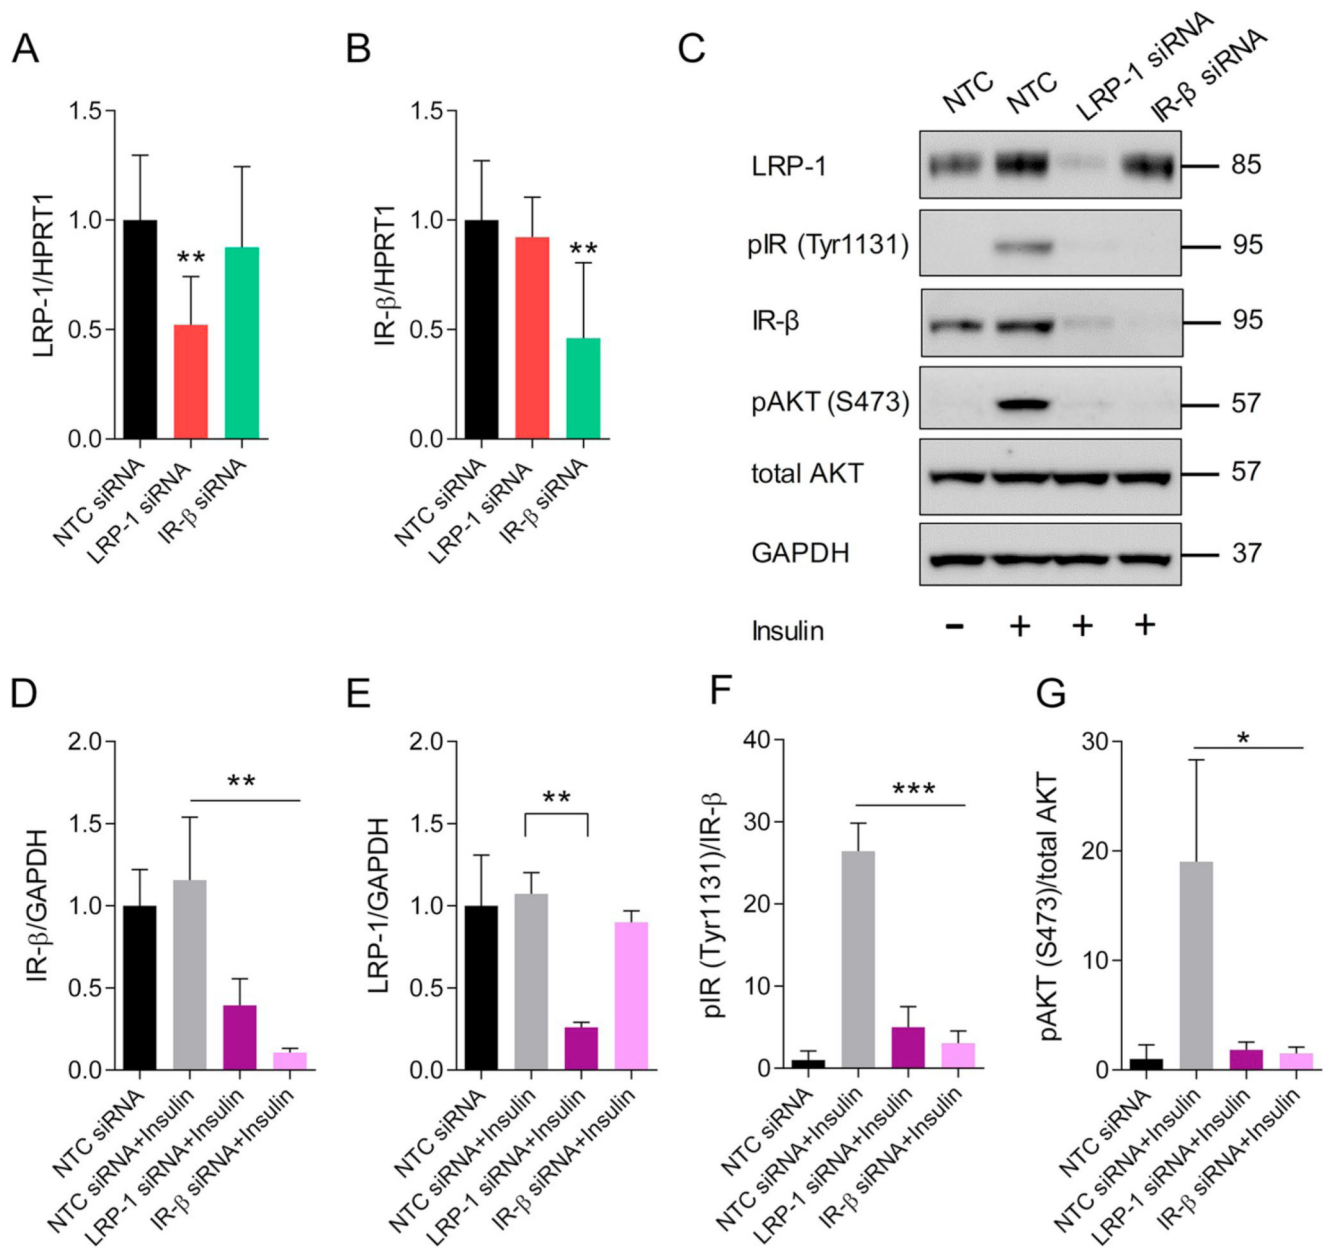 A
LRP-1/HPRT1
1.5
1.0
0.5
0.0
**
NTC siRNA
LRP-1 siRNA
IR-β siRNA
B
IR-β/HPRT1
1.5
1.0
0.5
0.0
**
NTC siRNA
LRP-1 siRNA
IR-β siRNA
C
NTC
NTC
LRP-1 siRNA
IR-β siRNA
LRP-1 85
pIR (Tyr1131) 95
IR-β 95
pAKT (S473) 57
total AKT 57
GAPDH 37
Insulin - + + +
D
IR-β/GAPDH
2.0
1.5
1.0
0.5
0.0
**
NTC siRNA
NTC siRNA+Insulin
LRP-1 siRNA+Insulin
IR-β siRNA+Insulin
E
LRP-1/GAPDH
2.0
1.5
1.0
0.5
0.0
**
NTC siRNA
NTC siRNA+Insulin
LRP-1 siRNA+Insulin
IR-β siRNA+Insulin
F
pIR (Tyr1131)/IR-β
40
30
20
10
0
***
NTC siRNA
NTC siRNA+Insulin
LRP-1 siRNA+Insulin
IR-β siRNA+Insulin
G
pAKT (S473)/total AKT
30
20
10
0
*
NTC siRNA
NTC siRNA+Insulin
LRP-1 siRNA+Insulin
IR-β siRNA+Insulin